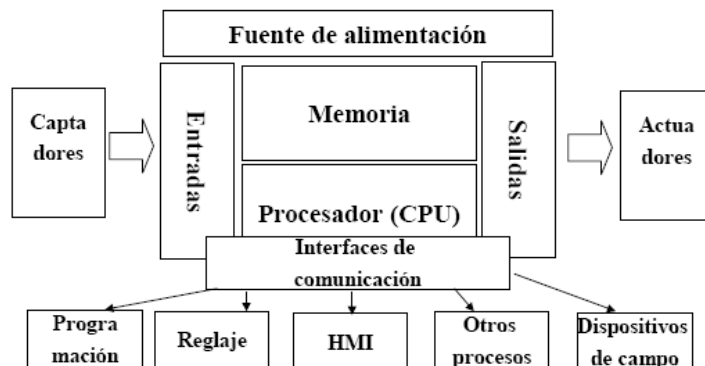 Fuente de alimentación
Capta
dores
Entradas
Memoria
Procesador (CPU)
Salidas
Actua
dores
Interfaces de
comunicación
Progra
mación
Reglaje
HMI
Otros
procesos
Dispositivos
de campo